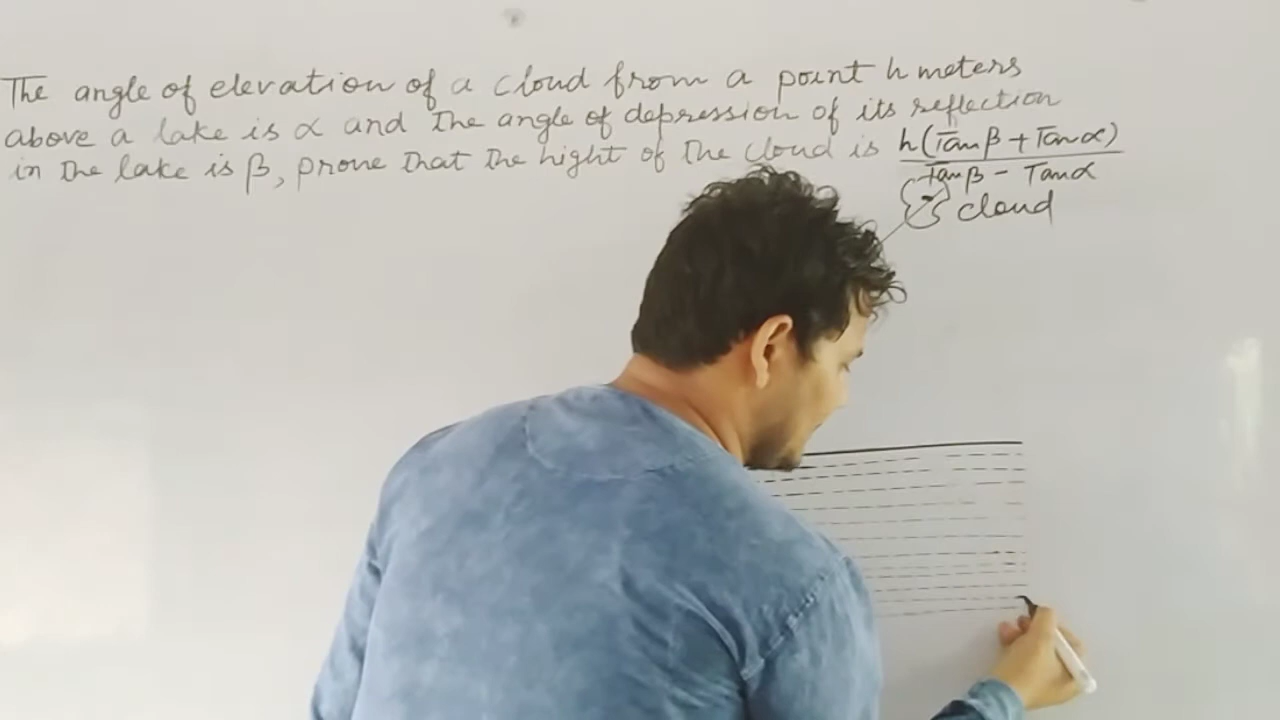 The angle of elevation of a cloud from a point h meters
above a lake is α and The angle of depression of its reflection
in The lake is β, prove That The hight of The cloud is h(Tanβ + Tanα)
Tanβ - Tanα
cloud